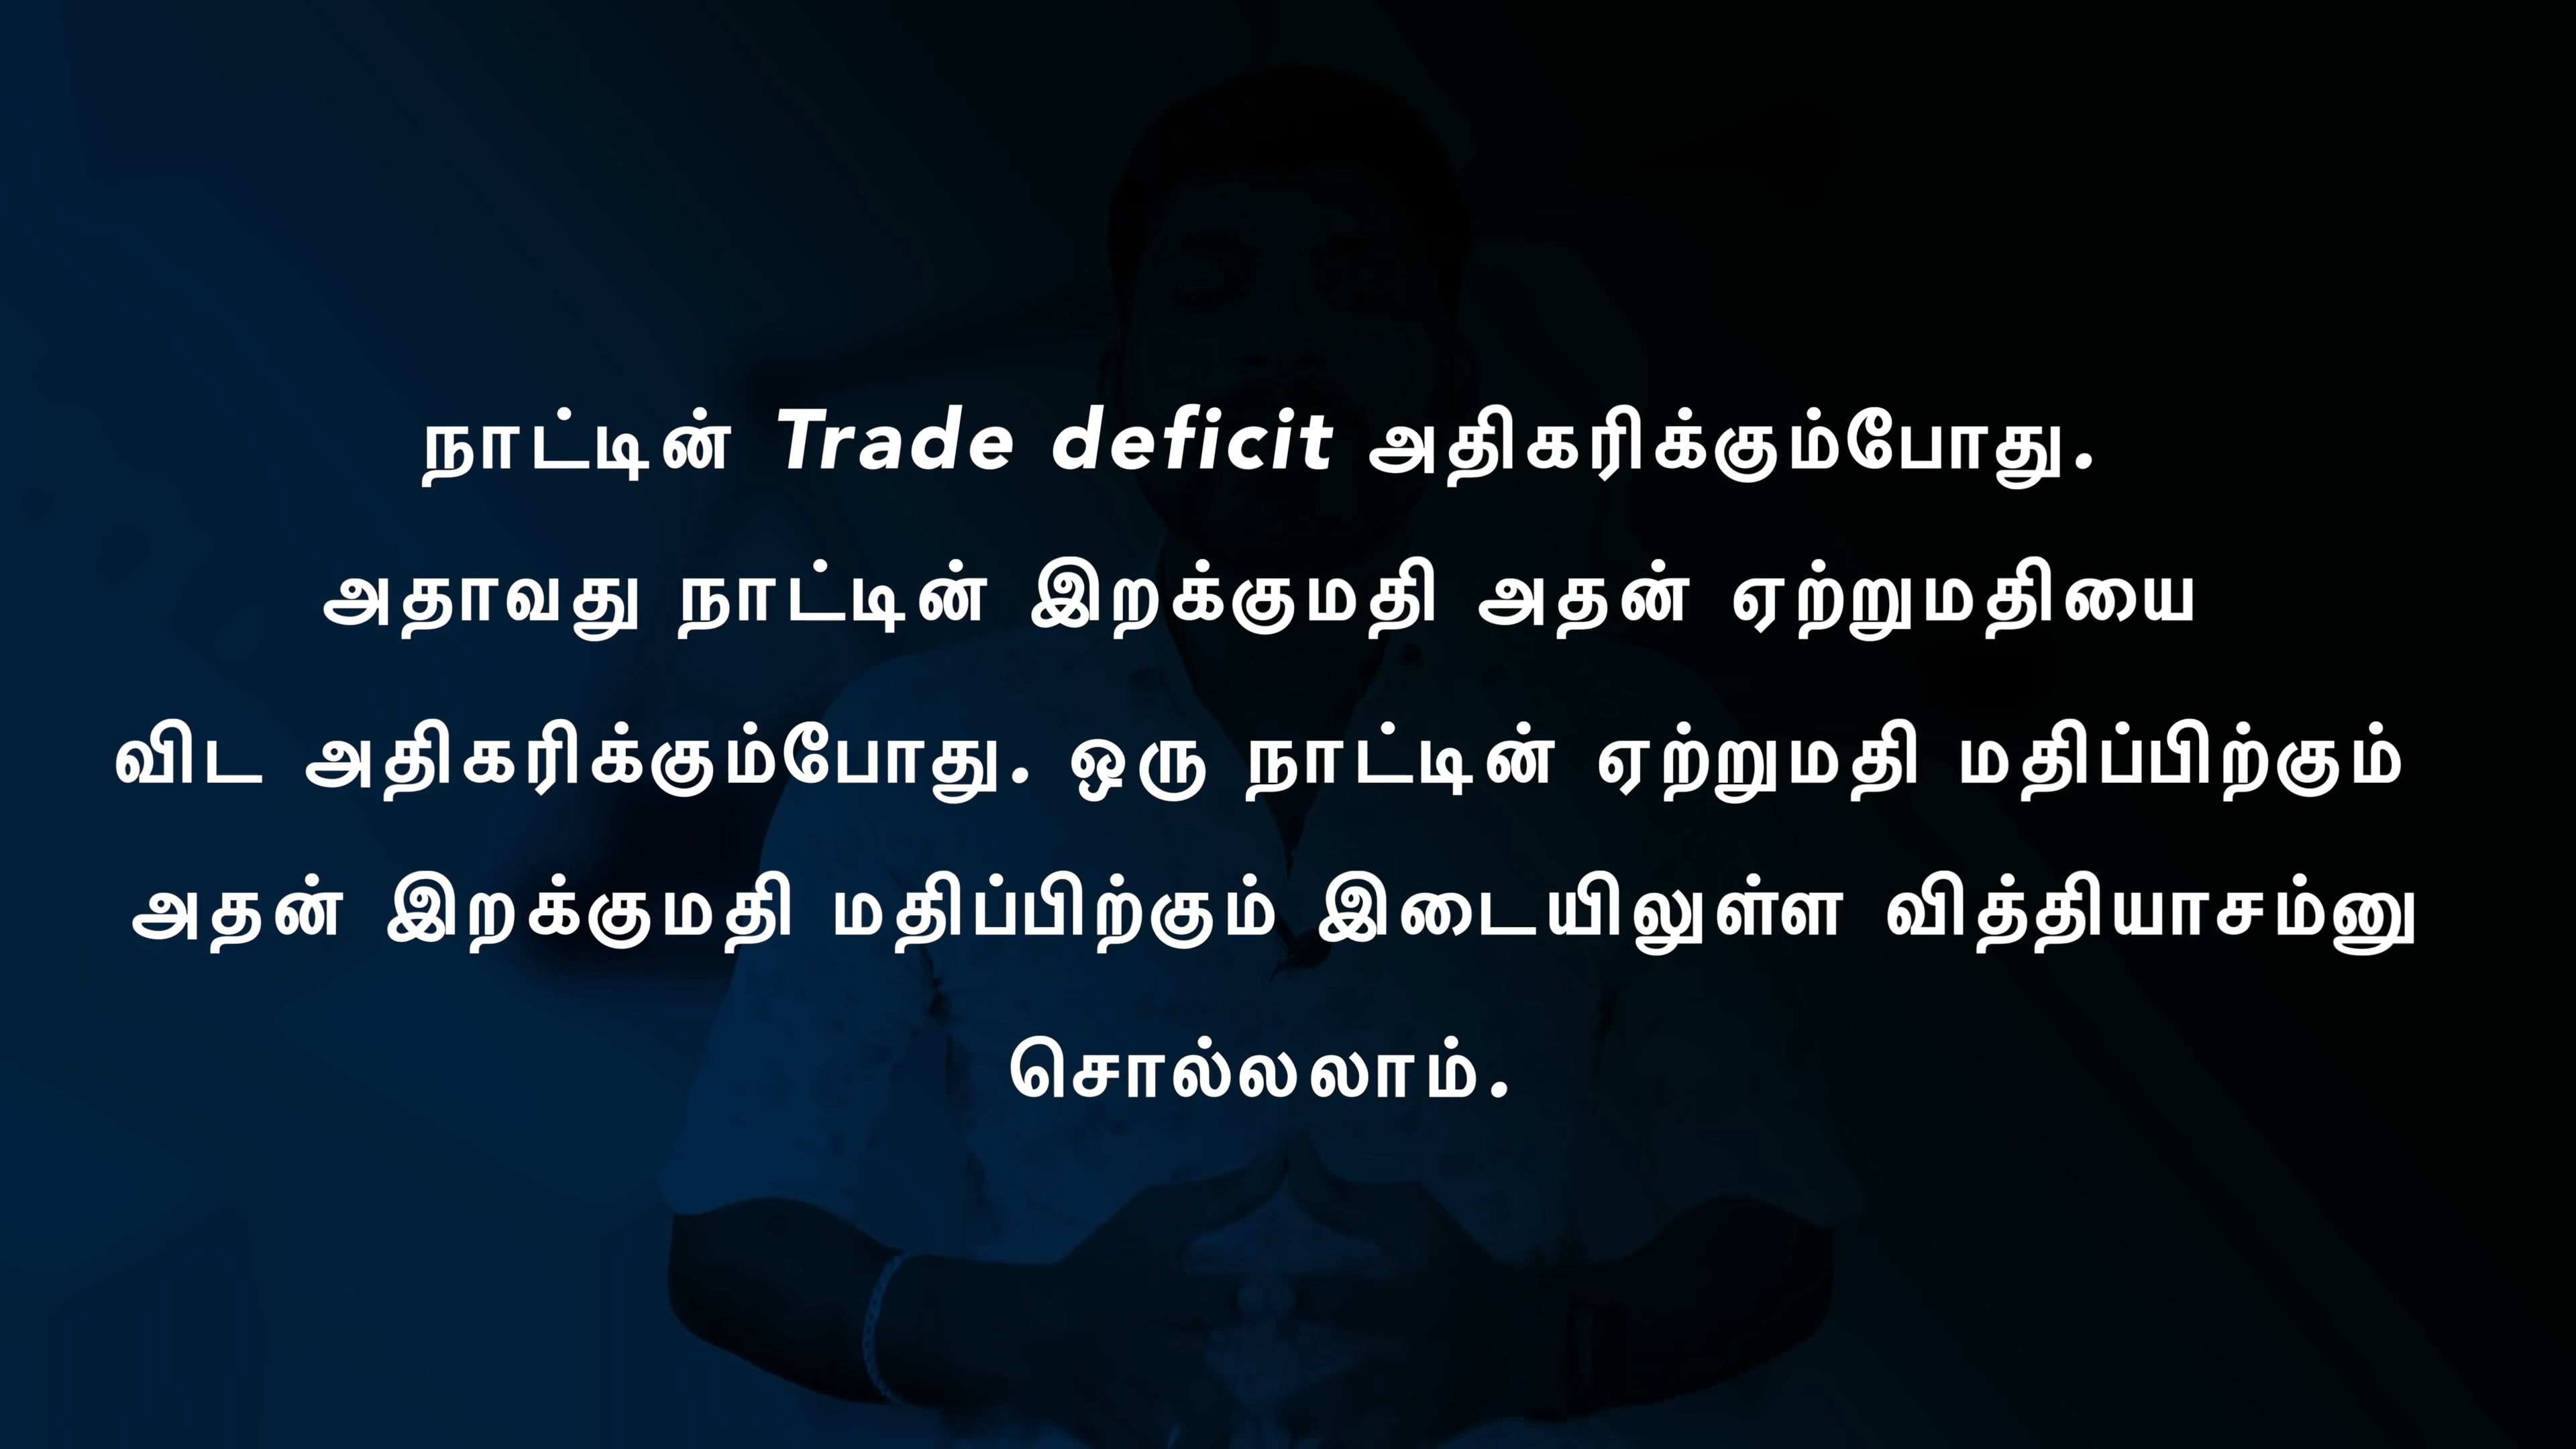 நாட்டின் Trade deficit அதிகரிக்கும்போது.
அதாவது நாட்டின் இறக்குமதி அதன் ஏற்றுமதியை
விட அதிகரிக்கும்போது. ஒரு நாட்டின் ஏற்றுமதி மதிப்பிற்கும்
அதன் இறக்குமதி மதிப்பிற்கும் இடையிலுள்ள வித்தியாசம்னு
சொல்லலாம்.